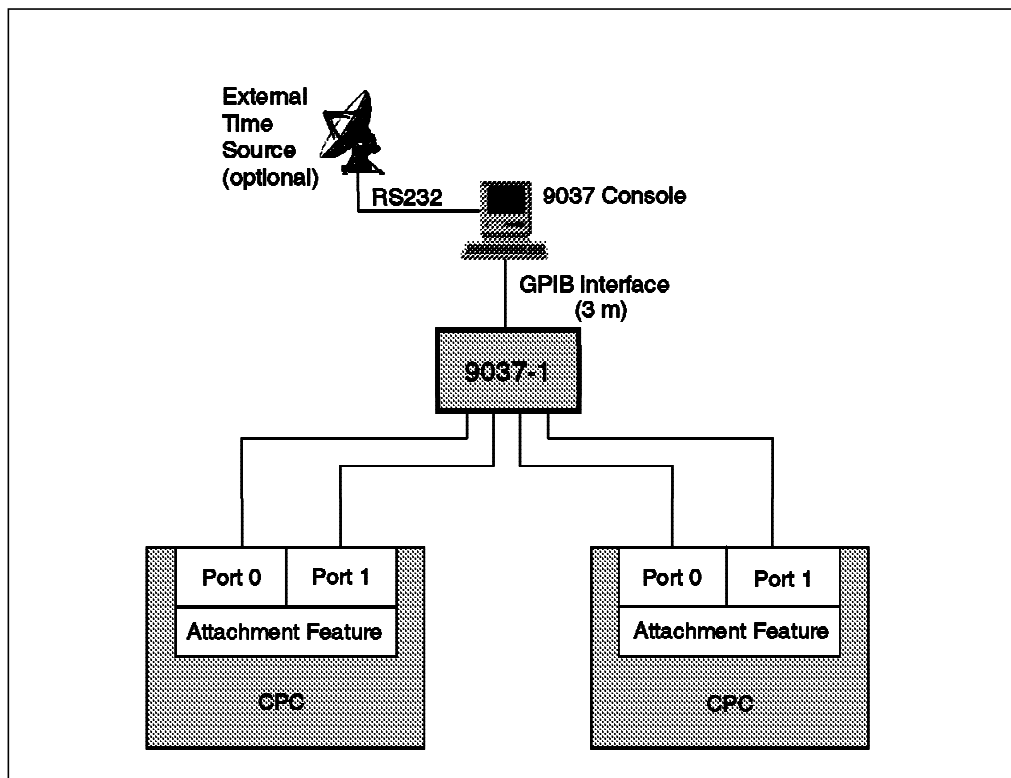 External
Time
Source
(optional)
RS232
9037 Console
GPIB Interface
(3 m)
9037-1
Port 0
Port 1
Attachment Feature
CPC
Port 0
Port 1
Attachment Feature
CPC